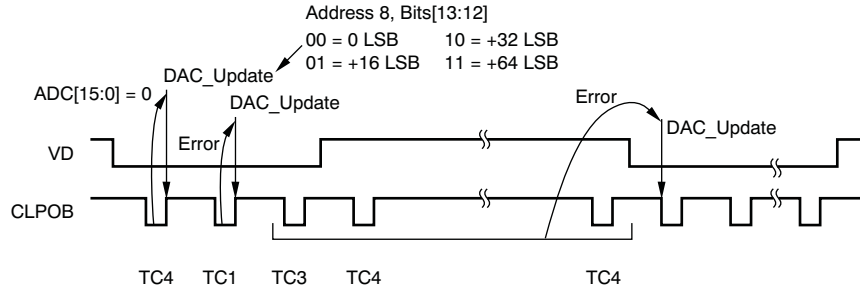 Address 8, Bits[13:12]
00 = 0 LSB 10 = +32 LSB
01 = +16 LSB 11 = +64 LSB
DAC_Update
ADC[15:0] = 0
DAC_Update
Error
DAC_Update
Error
VD
CLPOB
TC4 TC1 TC3 TC4 TC4